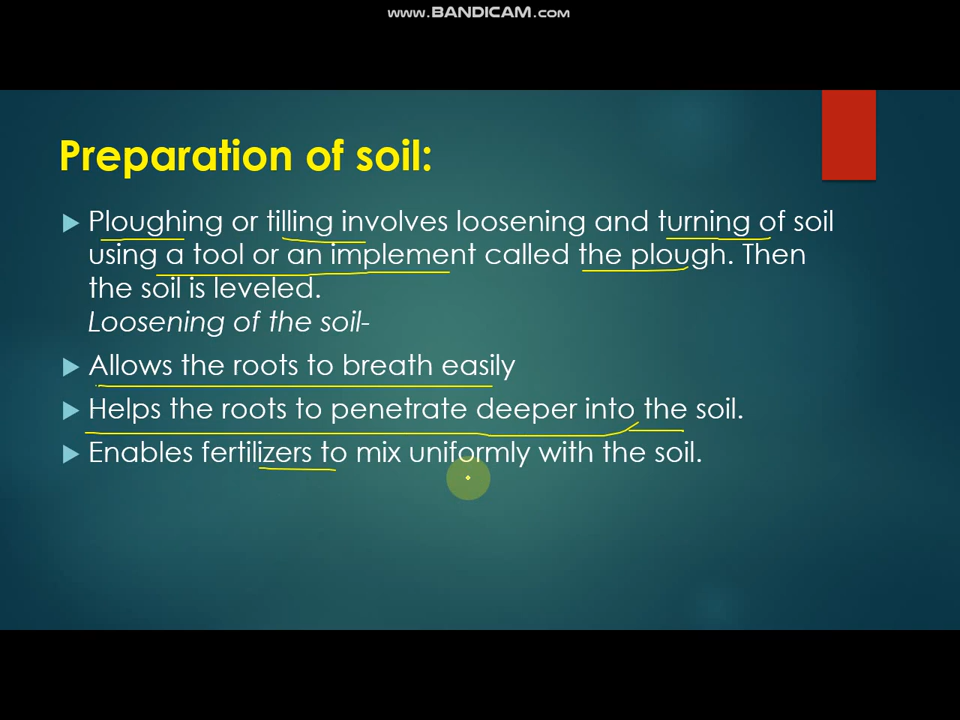 www.BANDICAM.com
Preparation of soil:
Ploughing or tilling involves loosening and turning of soil
using a tool or an implement called the plough. Then
the soil is leveled.
Loosening of the soil-
Allows the roots to breath easily
Helps the roots to penetrate deeper into the soil.
Enables fertilizers to mix uniformly with the soil.